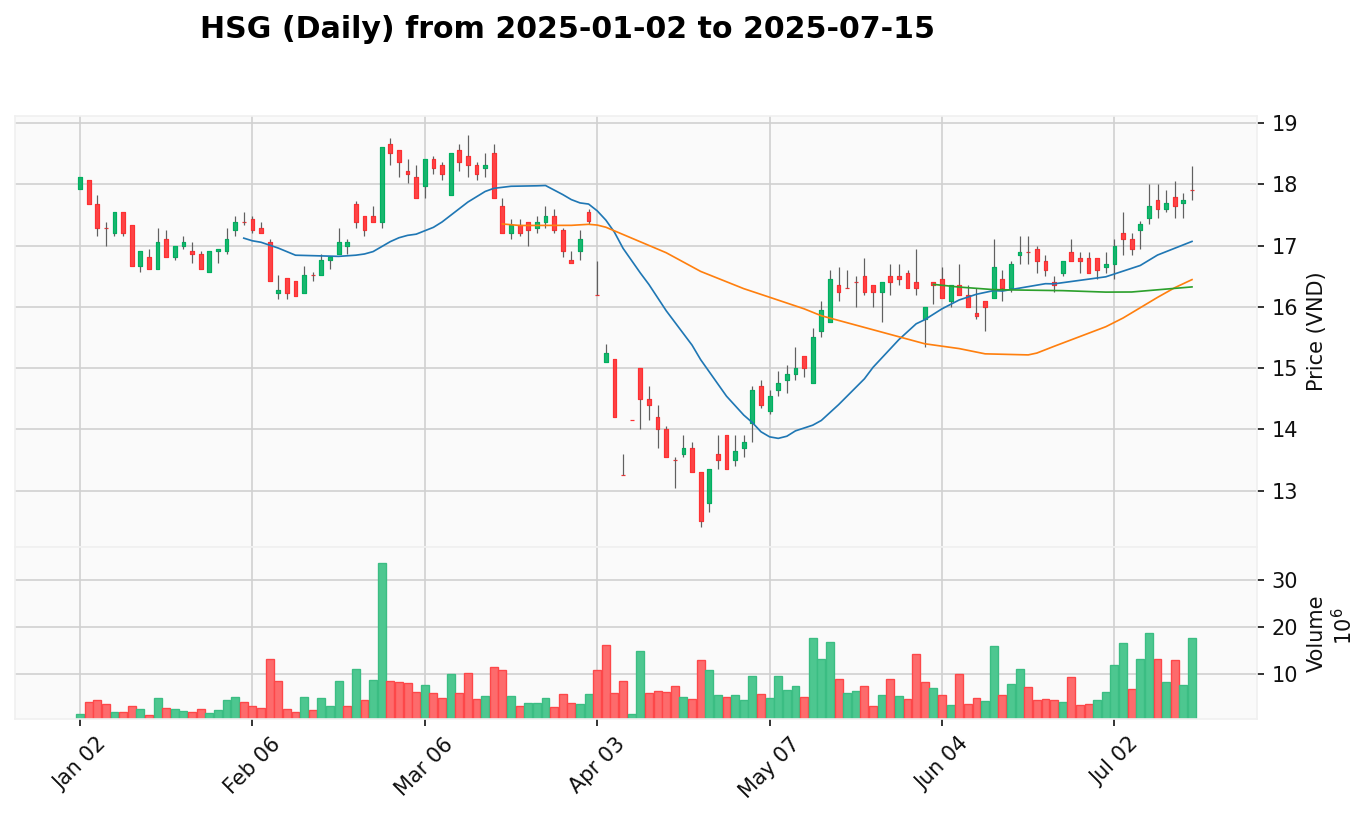 HSG (Daily) from 2025-01-02 to 2025-07-15
19
18
17
16
15
14
13
Price (VND)
30
20
10
Volume
10⁶
Jan 02
Feb 06
Mar 06
Apr 03
May 07
Jun 04
Jul 02